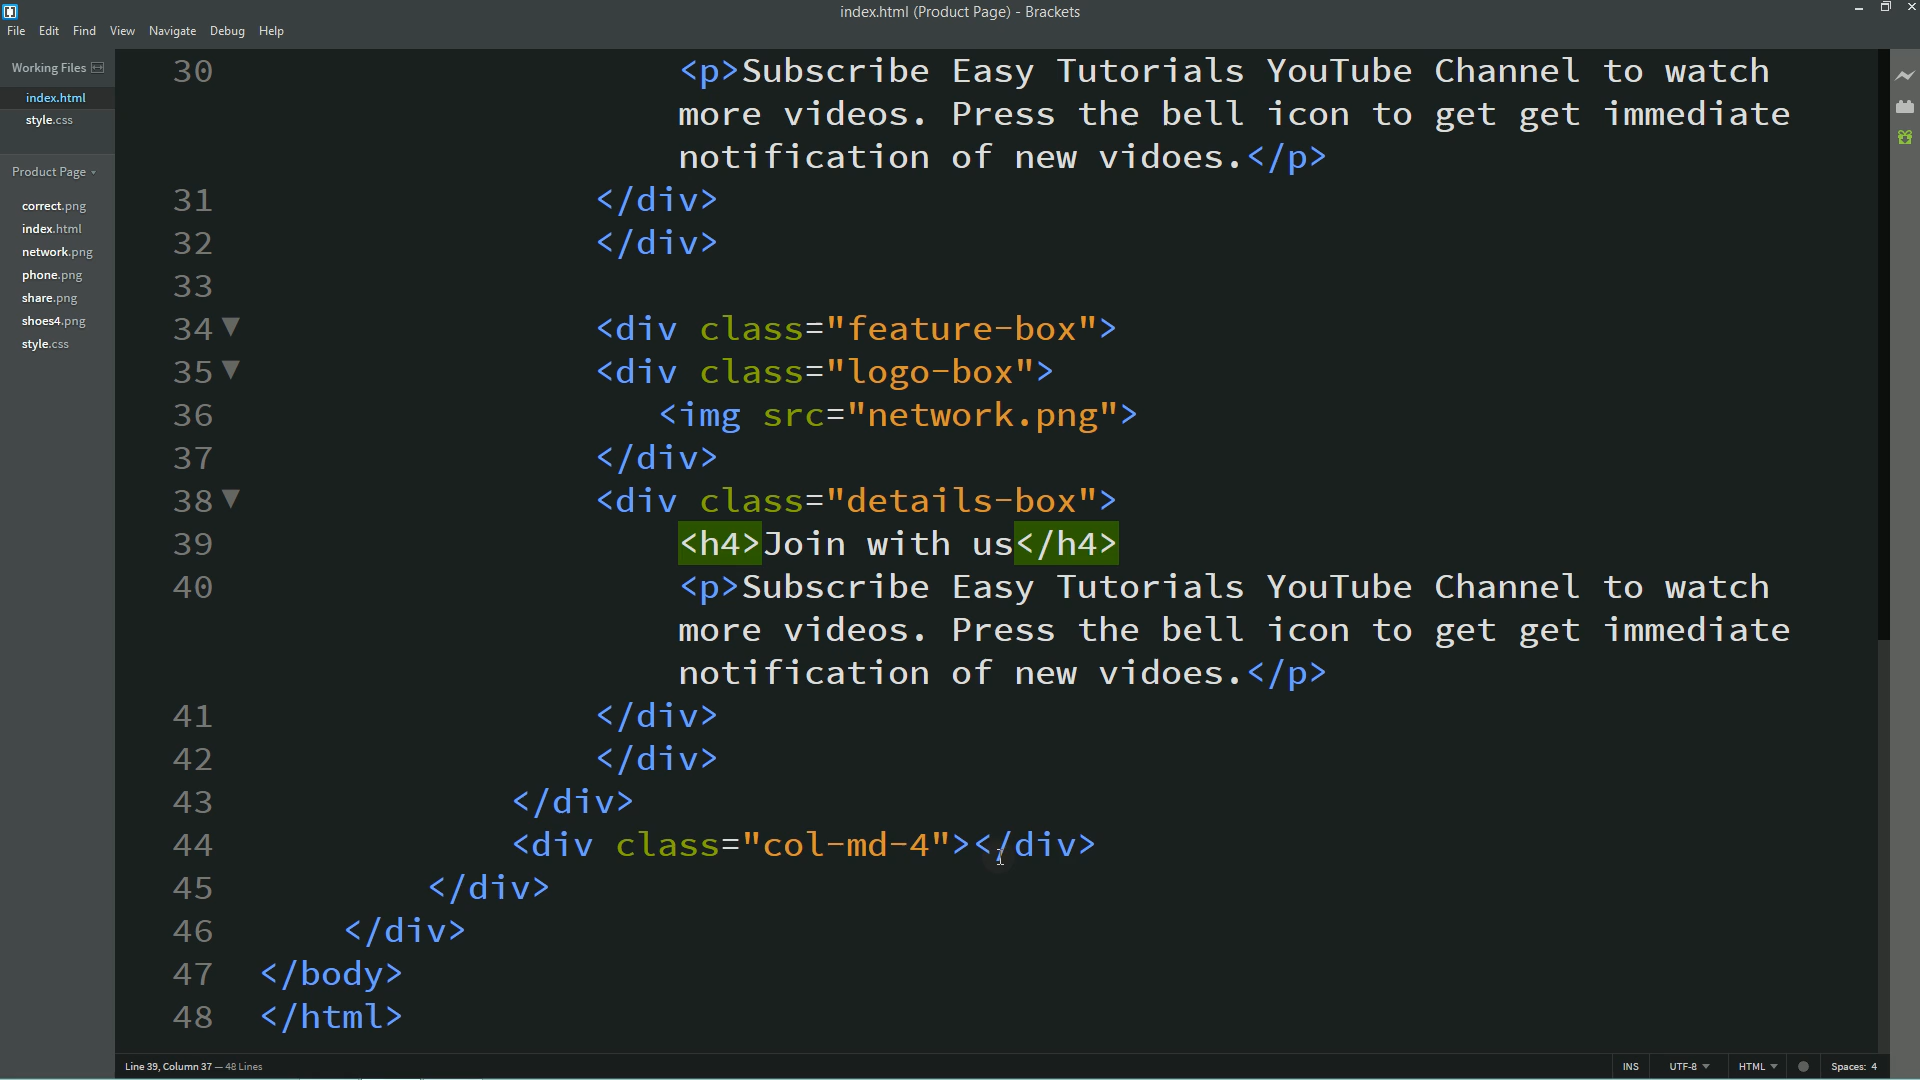 index.html (Product Page) - Brackets
File Edit Find View Navigate Debug Help
Working Files
index.html
style.css
Product Page
correct.png
index.html
network.png
phone.png
share.png
shoes4.png
style.css
30 <p>Subscribe Easy Tutorials YouTube Channel to watch
more videos. Press the bell icon to get get immediate
notification of new vidoes.</p>
31 </div>
32 </div>
33
34 <div class="feature-box">
35 <div class="logo-box">
36 <img src="network.png">
37 </div>
38 <div class="details-box">
39 <h4>Join with us</h4>
40 <p>Subscribe Easy Tutorials YouTube Channel to watch
more videos. Press the bell icon to get get immediate
notification of new vidoes.</p>
41 </div>
42 </div>
43 </div>
44 <div class="col-md-4"></div>
45 </div>
46 </div>
47 </body>
48 </html>
Line 39, Column 37 — 48 Lines
INS UTF-8 HTML Spaces: 4